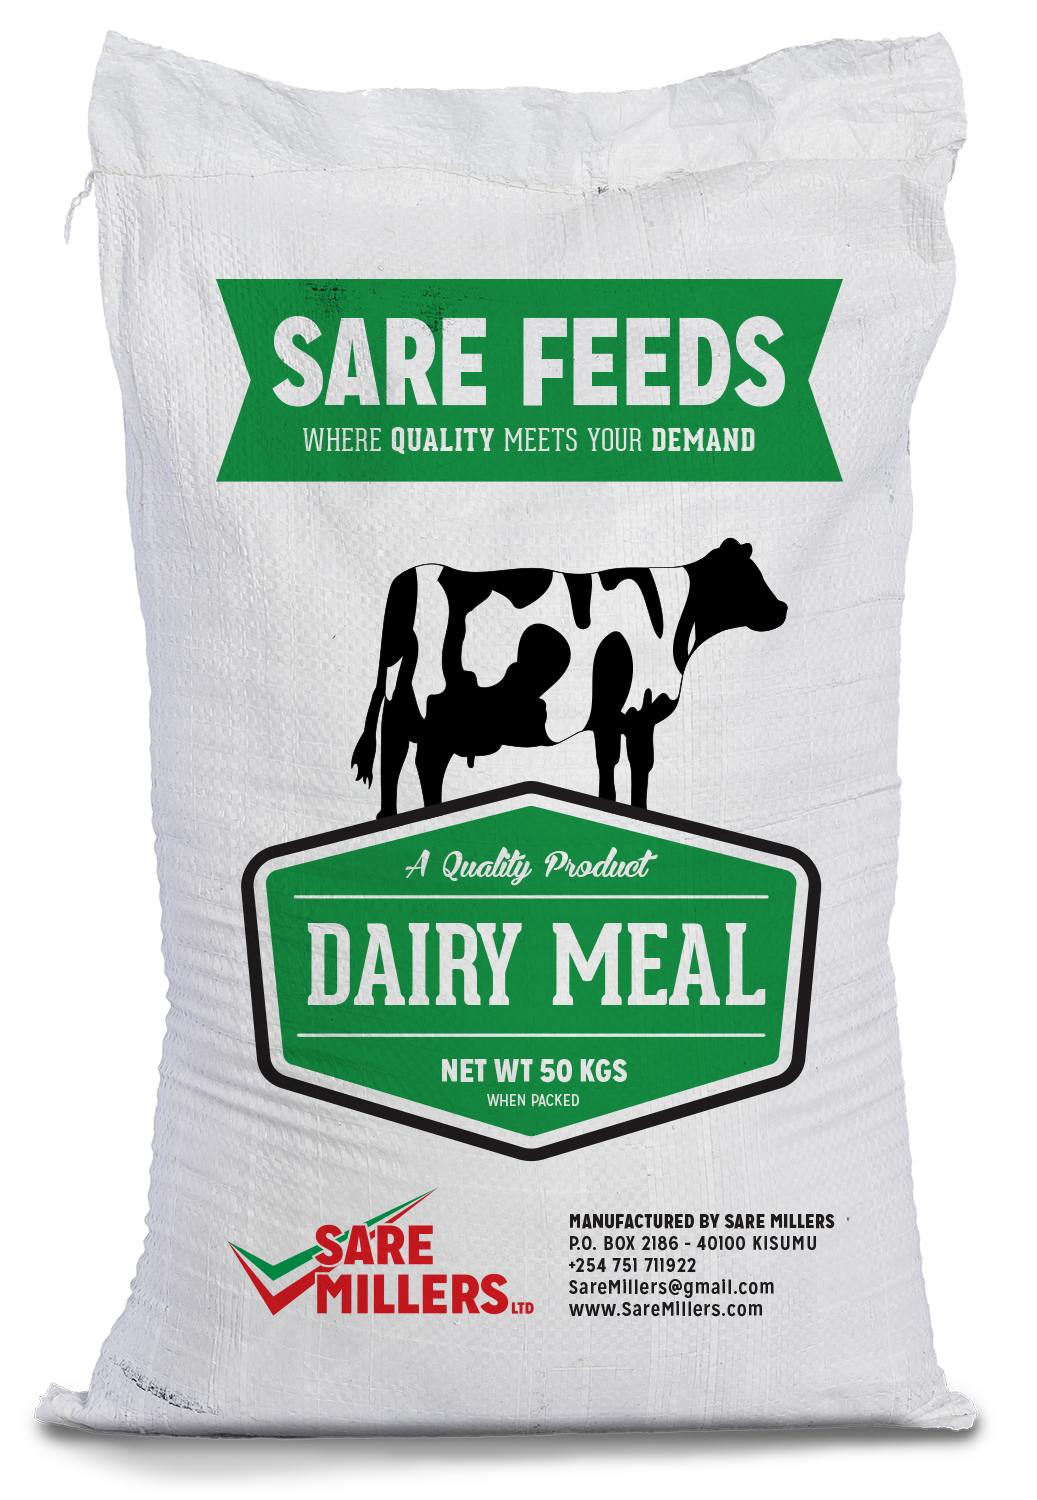 SARE FEEDS
WHERE QUALITY MEETS YOUR DEMAND
A Quality Product
DAIRY MEAL
NET WT 50 KGS
WHEN PACKED
SARE
MILLERS LTD
MANUFACTURED BY SARE MILLERS
P.O. BOX 2186 - 40100 KISUMU
+254 751 711922
SareMillers@gmail.com
www.SareMillers.com